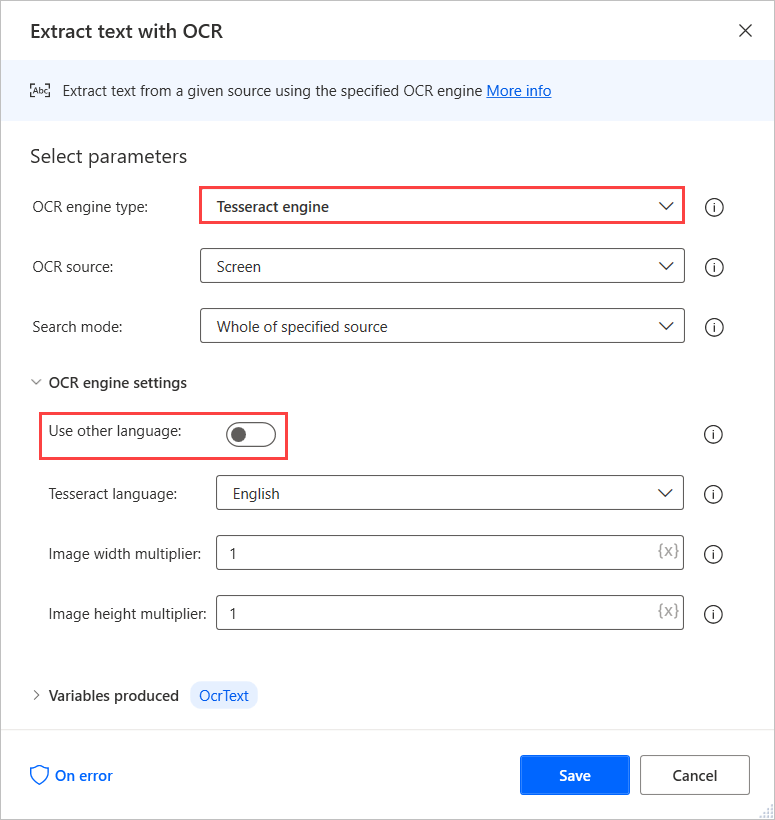 Extract text with OCR
Abc Extract text from a given source using the specified OCR engine More info
Select parameters
OCR engine type: Tesseract engine
OCR source: Screen
Search mode: Whole of specified source
OCR engine settings
Use other language:
Tesseract language: English
Image width multiplier: 1 {x}
Image height multiplier: 1 {x}
Variables produced OcrText
On error Save Cancel